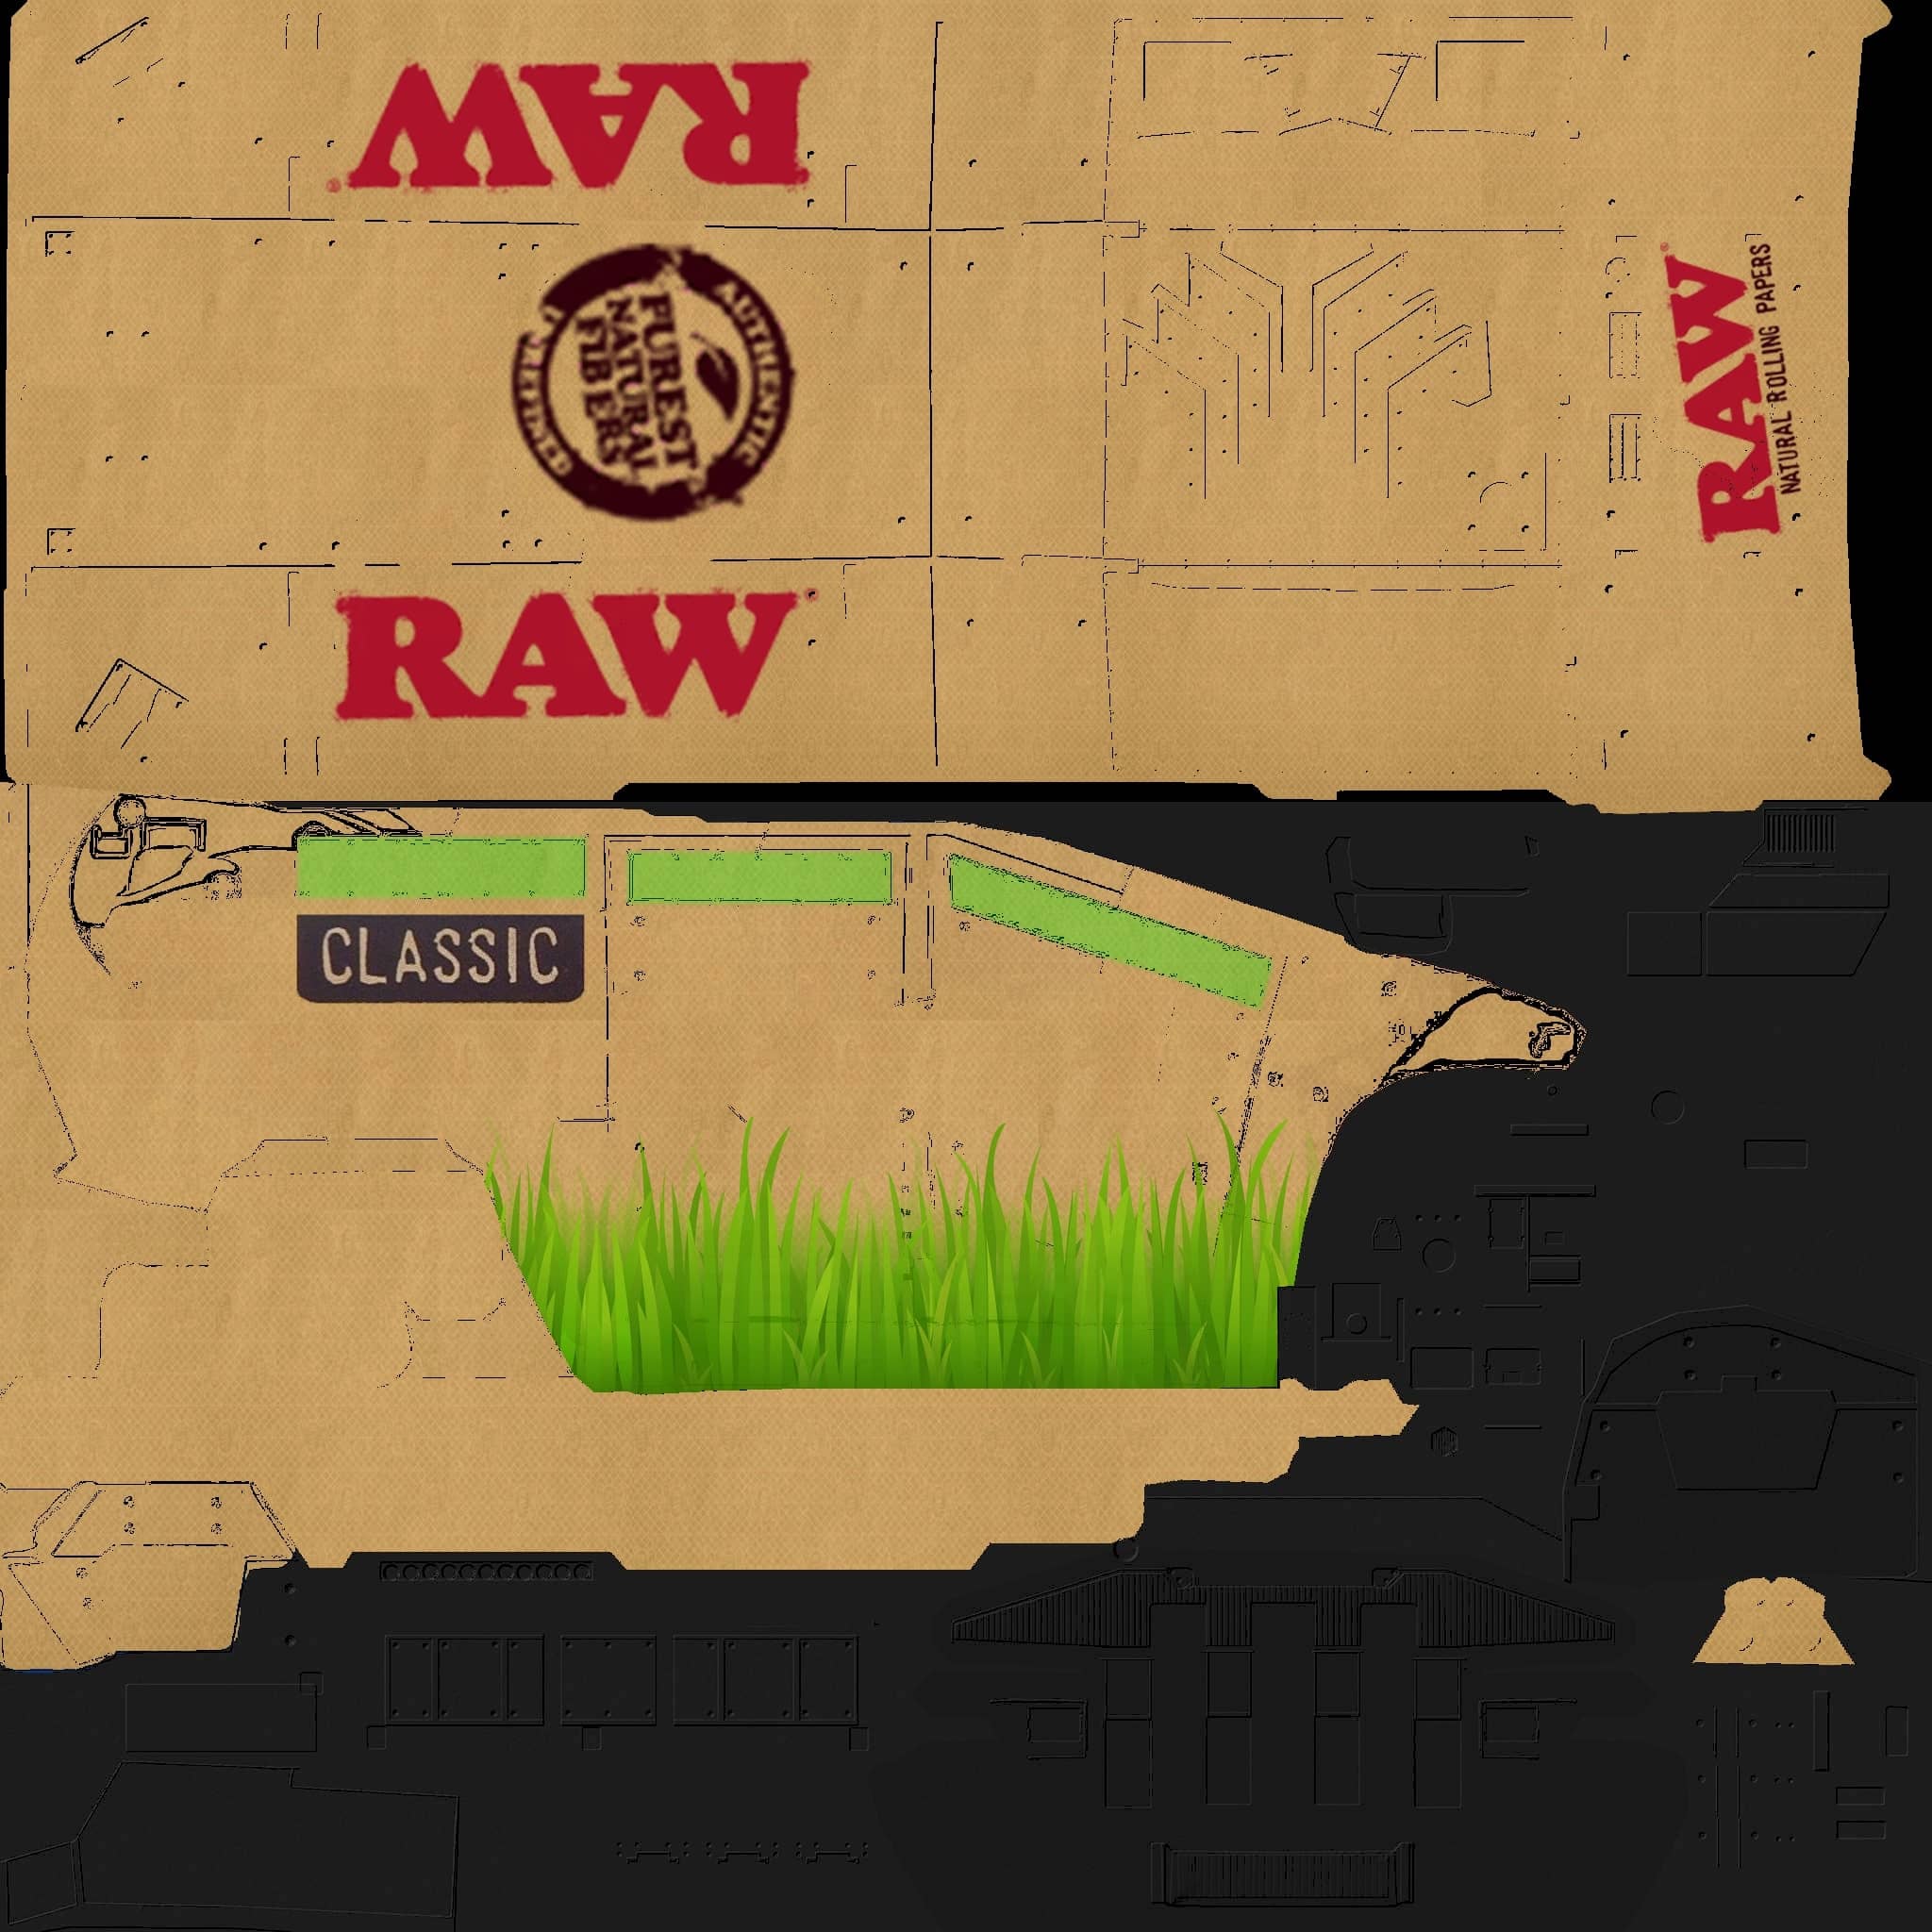 RAW®
AUTHENTIC
PUREST
NATURAL
FIBERS
RAW®
NATURAL ROLLING PAPERS
RAW®
CLASSIC